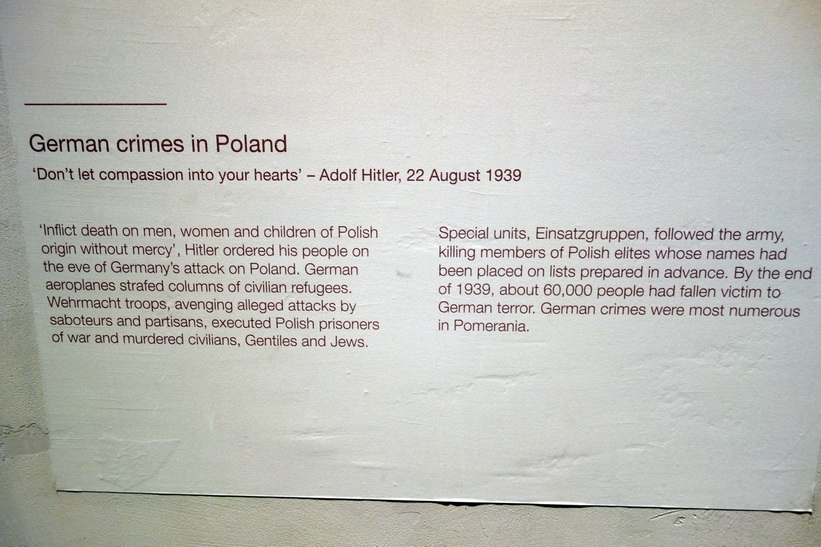 German crimes in Poland
‘Don’t let compassion into your hearts’ – Adolf Hitler, 22 August 1939
‘Inflict death on men, women and children of Polish
origin without mercy’, Hitler ordered his people on
the eve of Germany’s attack on Poland. German
aeroplanes strafed columns of civilian refugees.
Wehrmacht troops, avenging alleged attacks by
saboteurs and partisans, executed Polish prisoners
of war and murdered civilians, Gentiles and Jews.
Special units, Einsatzgruppen, followed the army,
killing members of Polish elites whose names had
been placed on lists prepared in advance. By the end
of 1939, about 60,000 people had fallen victim to
German terror. German crimes were most numerous
in Pomerania.